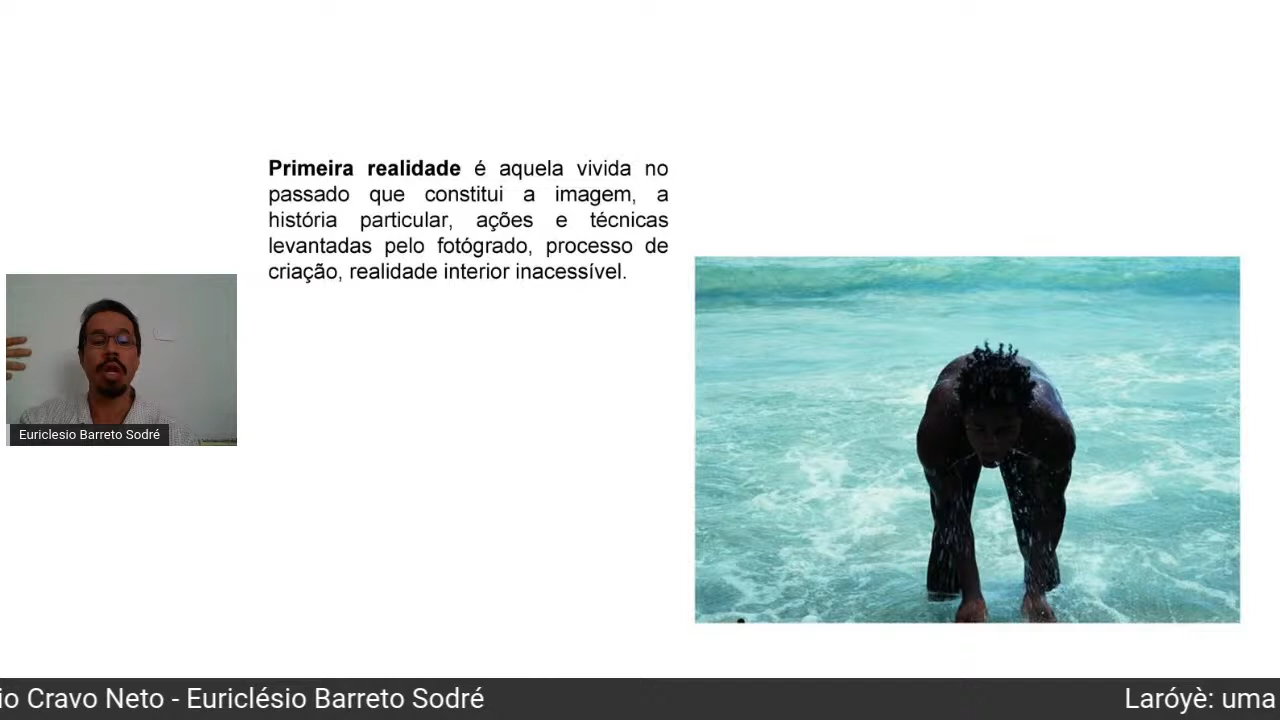 Primeira realidade é aquela vivida no
passado que constitui a imagem, a
história particular, ações e técnicas
levantadas pelo fotógrado, processo de
criação, realidade interior inacessível.
Euriclesio Barreto Sodré
io Cravo Neto - Euriclésio Barreto Sodré
Laróyè: uma